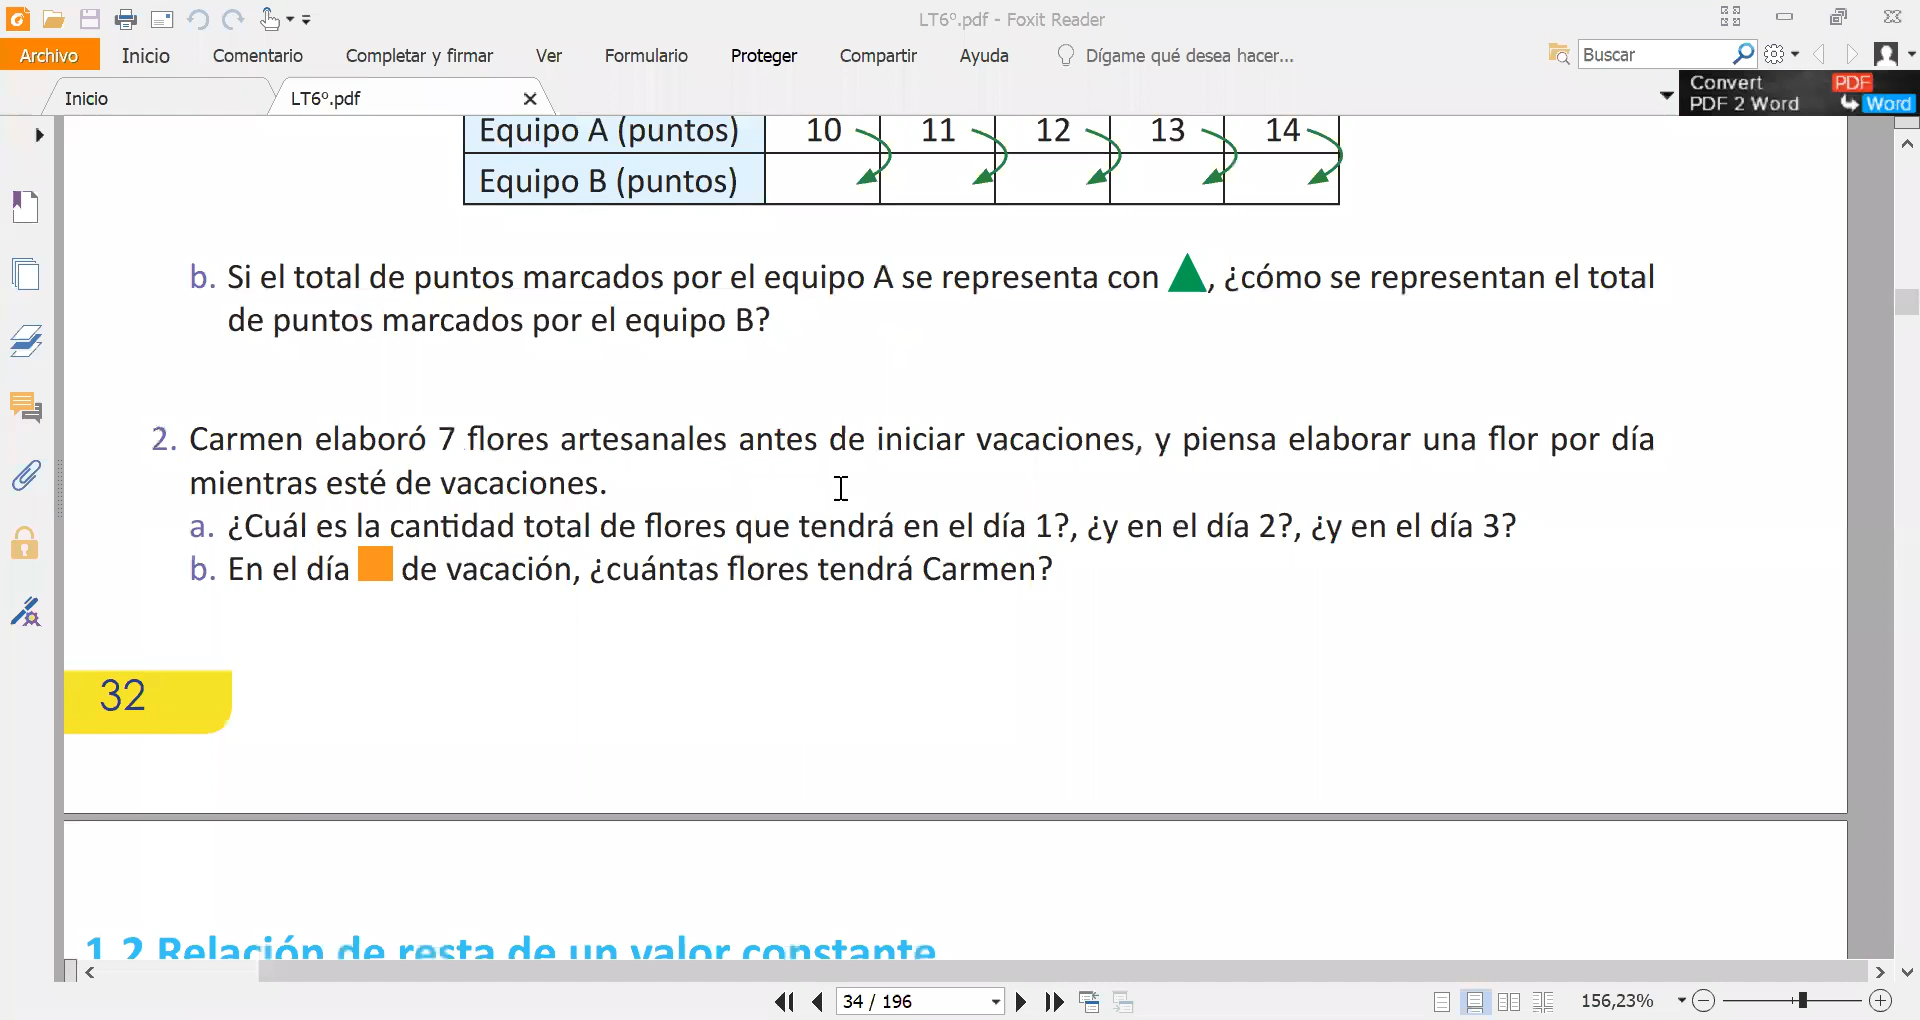 LT6º.pdf - Foxit Reader
Archivo Inicio Comentario Completar y firmar Ver Formulario Proteger Compartir Ayuda Dígame qué desea hacer... Buscar
Inicio LT6º.pdf
Convert PDF
PDF 2 Word Word
Equipo A (puntos) 10 11 12 13 14
Equipo B (puntos)
b. Si el total de puntos marcados por el equipo A se representa con , ¿cómo se representan el total
de puntos marcados por el equipo B?
2. Carmen elaboró 7 flores artesanales antes de iniciar vacaciones, y piensa elaborar una flor por día
mientras esté de vacaciones.
a. ¿Cuál es la cantidad total de flores que tendrá en el día 1?, ¿y en el día 2?, ¿y en el día 3?
b. En el día de vacación, ¿cuántas flores tendrá Carmen?
32
1.2 Relación de resta de un valor constante
34 / 196 156,23%